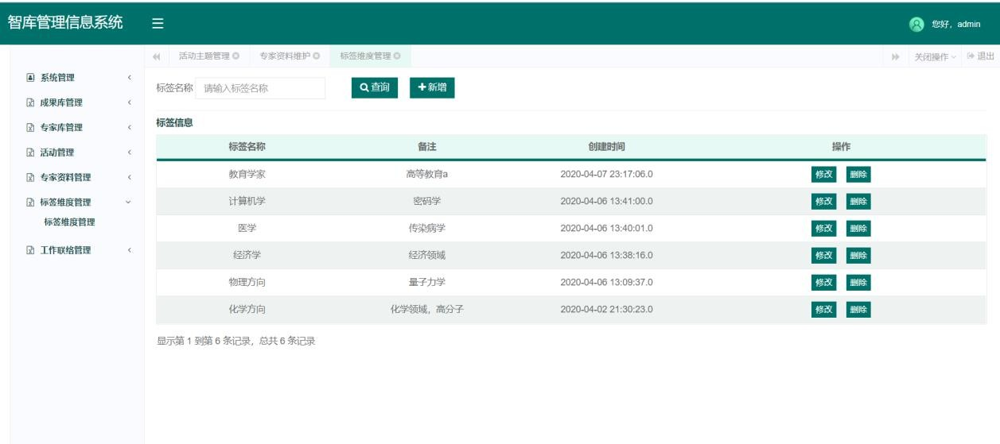 智库管理信息系统
您好，admin
活动主题管理
专家资料维护
标签维度管理
关闭操作
退出
系统管理
成果库管理
专家库管理
活动管理
专家资料管理
标签维度管理
标签维度管理
工作联络管理
标签名称 请输入标签名称 查询 新增
标签信息
标签名称 备注 创建时间 操作
教育学家 高等教育a 2020-04-07 23:17:06.0 修改 删除
计算机学 密码学 2020-04-06 13:41:00.0 修改 删除
医学 传染病学 2020-04-06 13:40:01.0 修改 删除
经济学 经济领域 2020-04-06 13:38:16.0 修改 删除
物理方向 量子力学 2020-04-06 13:09:37.0 修改 删除
化学方向 化学领域，高分子 2020-04-02 21:30:23.0 修改 删除
显示第 1 到第 6 条记录，总共 6 条记录